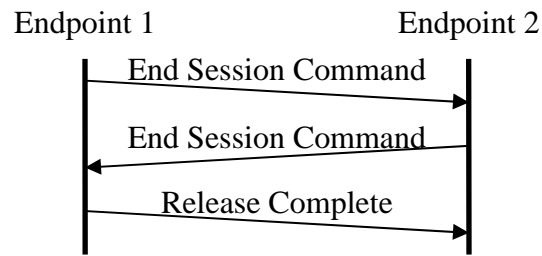 Endpoint 1 Endpoint 2
End Session Command
End Session Command
Release Complete